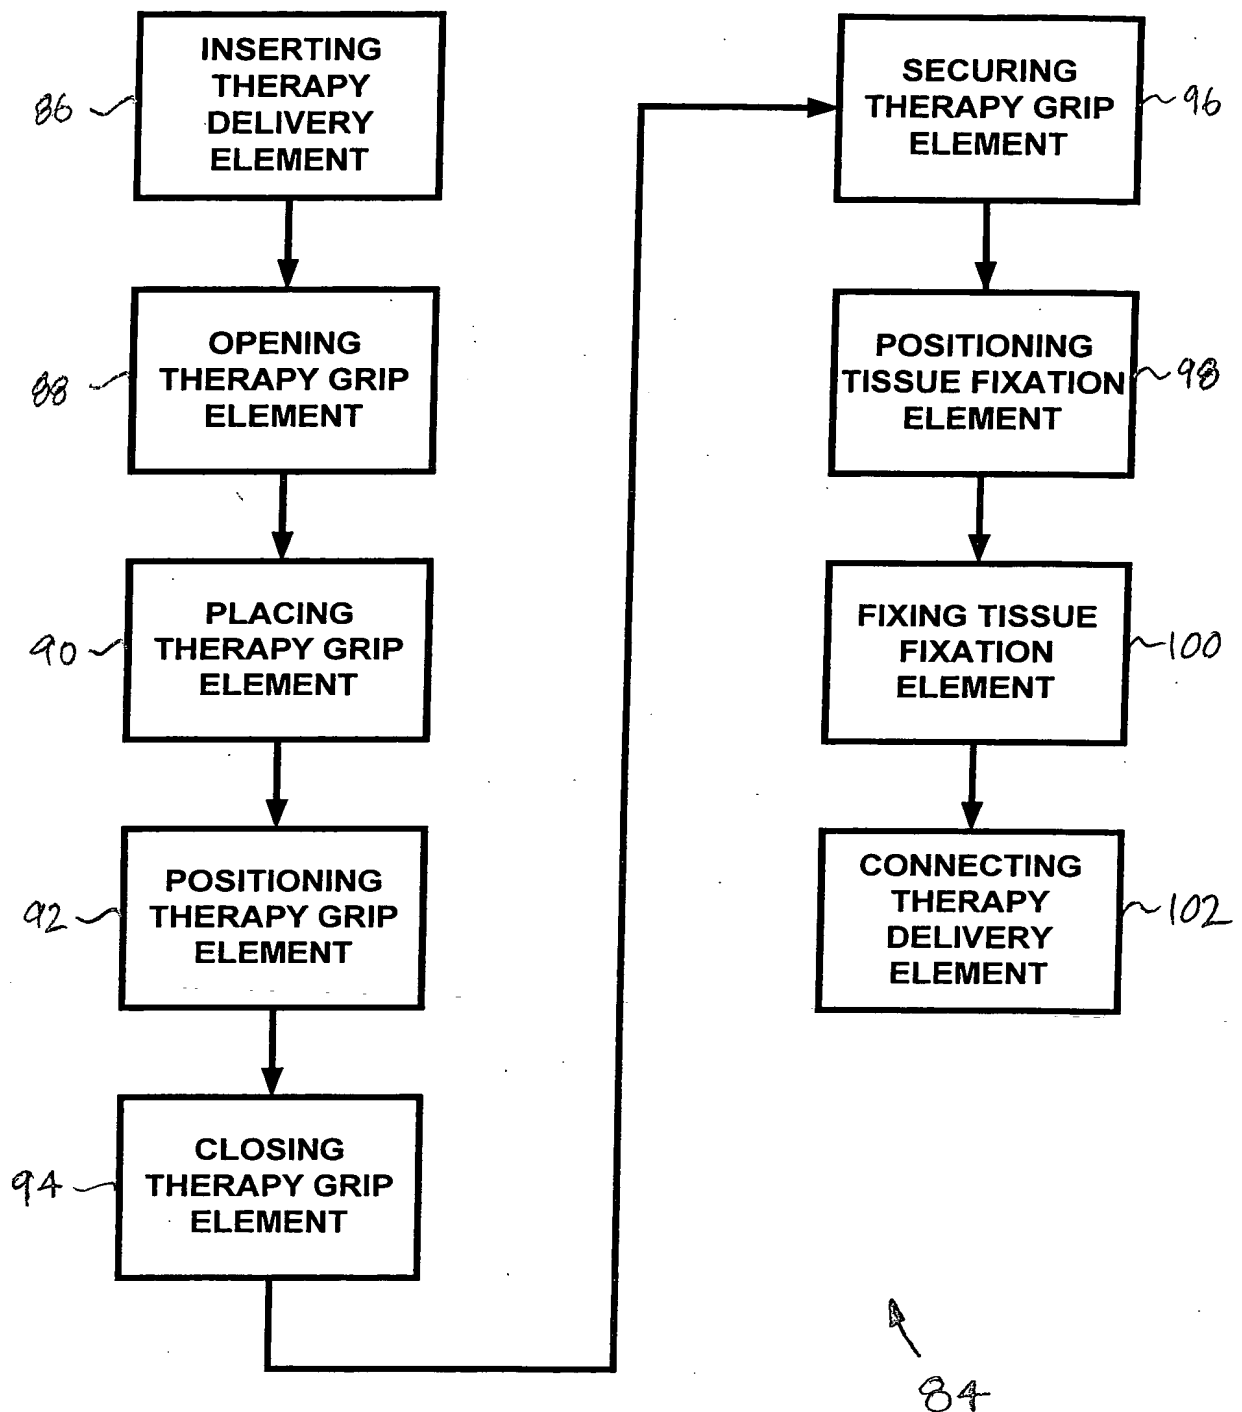 86
INSERTING
THERAPY
DELIVERY
ELEMENT
88
OPENING
THERAPY GRIP
ELEMENT
90
PLACING
THERAPY GRIP
ELEMENT
92
POSITIONING
THERAPY GRIP
ELEMENT
94
CLOSING
THERAPY GRIP
ELEMENT
SECURING
THERAPY GRIP
ELEMENT
96
POSITIONING
TISSUE FIXATION
ELEMENT
98
FIXING TISSUE
FIXATION
ELEMENT
100
CONNECTING
THERAPY
DELIVERY
ELEMENT
102
84